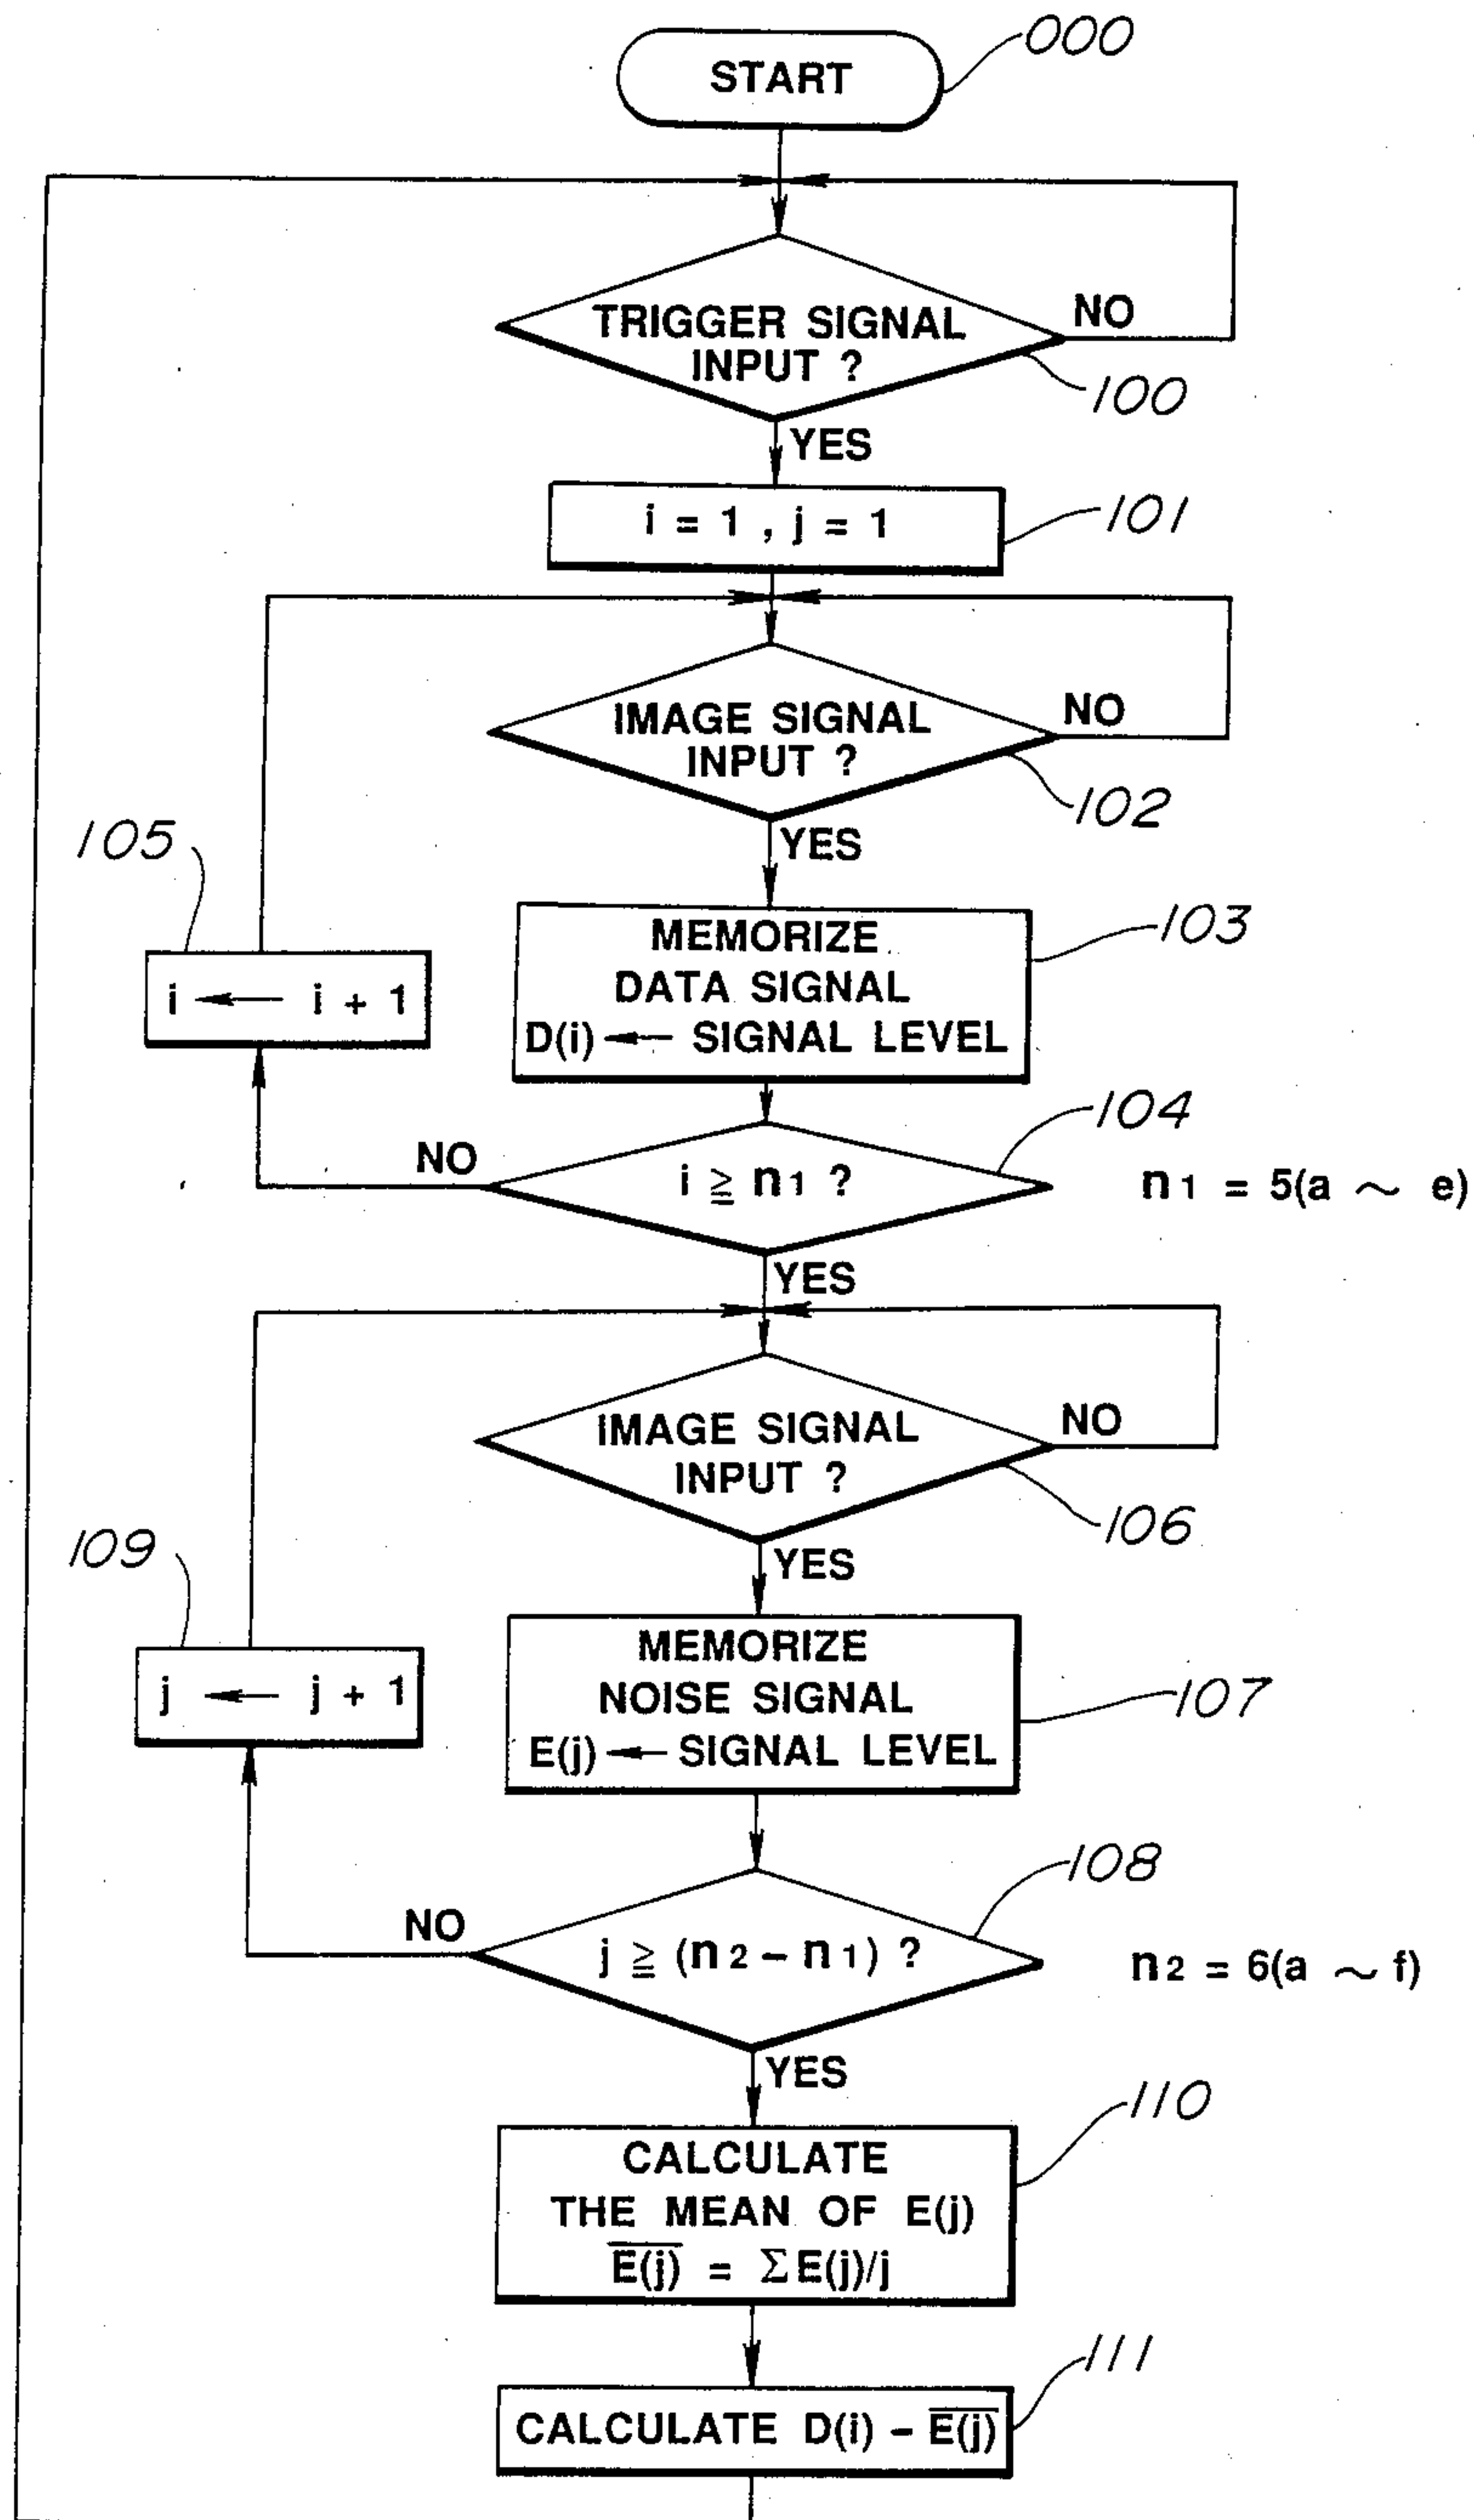 START
000
TRIGGER SIGNAL
INPUT ?
NO
100
YES
i = 1 , j = 1
101
IMAGE SIGNAL
INPUT ?
NO
102
YES
105
i ← i + 1
MEMORIZE
DATA SIGNAL
D(i) ← SIGNAL LEVEL
103
104
NO
i ≧ n1 ?
n1 = 5(a ～ e)
YES
IMAGE SIGNAL
INPUT ?
NO
106
YES
109
j ← j + 1
MEMORIZE
NOISE SIGNAL
E(j) ← SIGNAL LEVEL
107
108
NO
j ≧ (n2 − n1) ?
n2 = 6(a ～ f)
YES
110
CALCULATE
THE MEAN OF E(j)
E̅(̅j̅)̅ = ΣE(j)/j
111
CALCULATE D(i) − E̅(̅j̅)̅